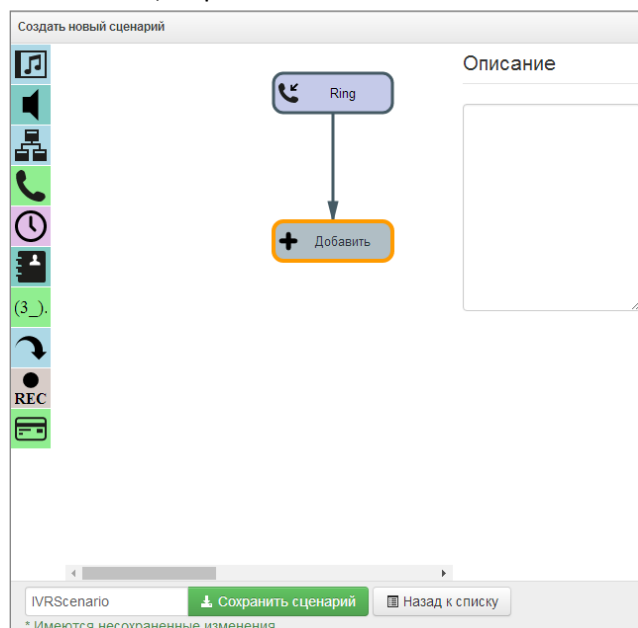 Создать новый сценарий
Описание
Ring
Добавить
(3_).
REC
IVRScenario
Сохранить сценарий
Назад к списку
* Имеются несохраненные изменения